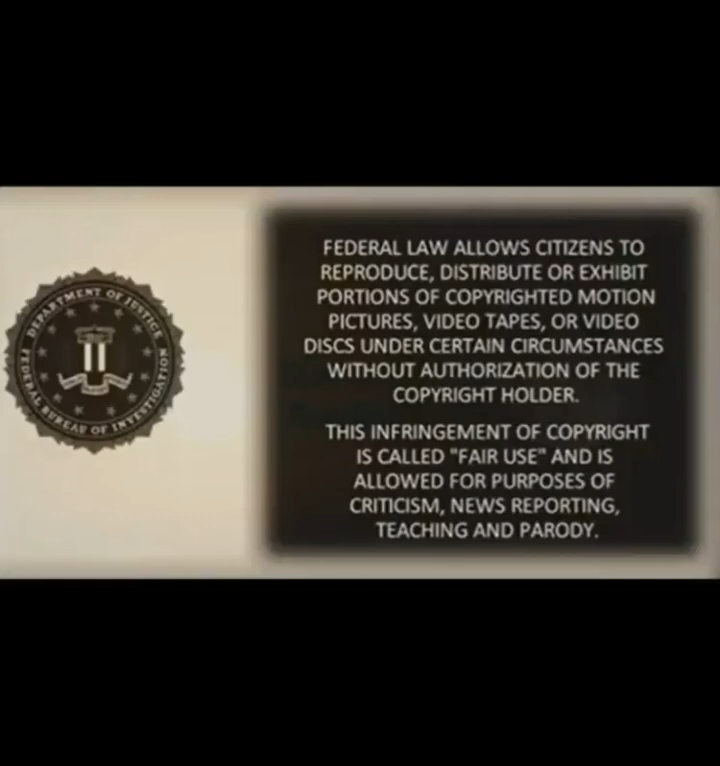 DEPARTMENT OF JUSTICE
FEDERAL BUREAU OF INVESTIGATION
FEDERAL LAW ALLOWS CITIZENS TO
REPRODUCE, DISTRIBUTE OR EXHIBIT
PORTIONS OF COPYRIGHTED MOTION
PICTURES, VIDEO TAPES, OR VIDEO
DISCS UNDER CERTAIN CIRCUMSTANCES
WITHOUT AUTHORIZATION OF THE
COPYRIGHT HOLDER.
THIS INFRINGEMENT OF COPYRIGHT
IS CALLED "FAIR USE" AND IS
ALLOWED FOR PURPOSES OF
CRITICISM, NEWS REPORTING,
TEACHING AND PARODY.